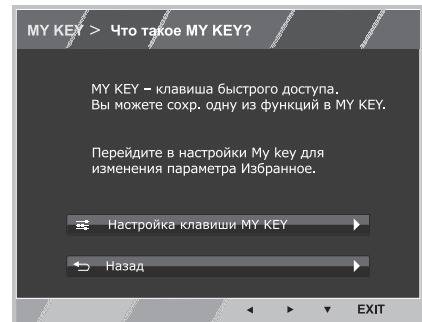 MY KEY > Что такое MY KEY?
MY KEY – клавиша быстрого доступа.
Вы можете сохр. одну из функций в MY KEY.
Перейдите в настройки My key для
изменения параметра Избранное.
Настройка клавиши MY KEY
Назад
EXIT